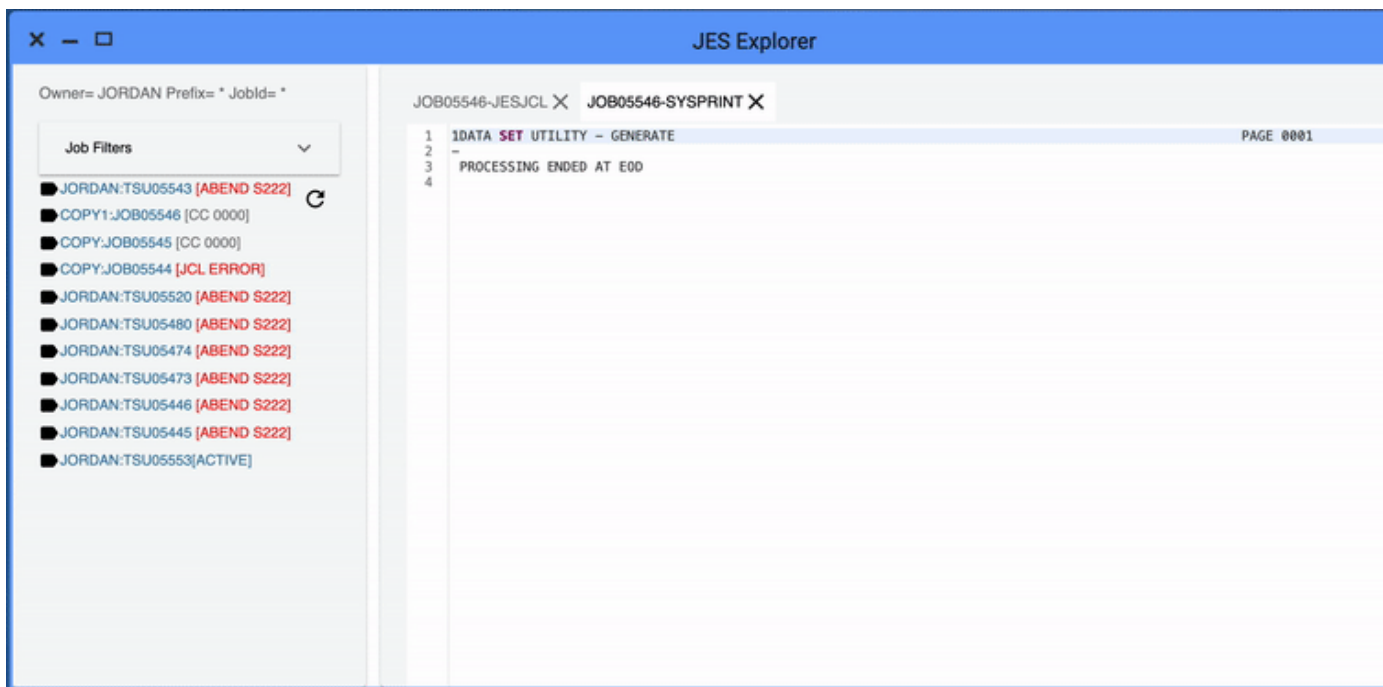 JES Explorer
Owner= JORDAN Prefix= * JobId= *
Job Filters
JORDAN:TSU05543 [ABEND S222]
COPY1:JOB05546 [CC 0000]
COPY:JOB05545 [CC 0000]
COPY:JOB05544 [JCL ERROR]
JORDAN:TSU05520 [ABEND S222]
JORDAN:TSU05480 [ABEND S222]
JORDAN:TSU05474 [ABEND S222]
JORDAN:TSU05473 [ABEND S222]
JORDAN:TSU05446 [ABEND S222]
JORDAN:TSU05445 [ABEND S222]
JORDAN:TSU05553[ACTIVE]
JOB05546-JESJCL JOB05546-SYSPRINT
1 1DATA SET UTILITY - GENERATE PAGE 0001
2 -
3 PROCESSING ENDED AT EOD
4